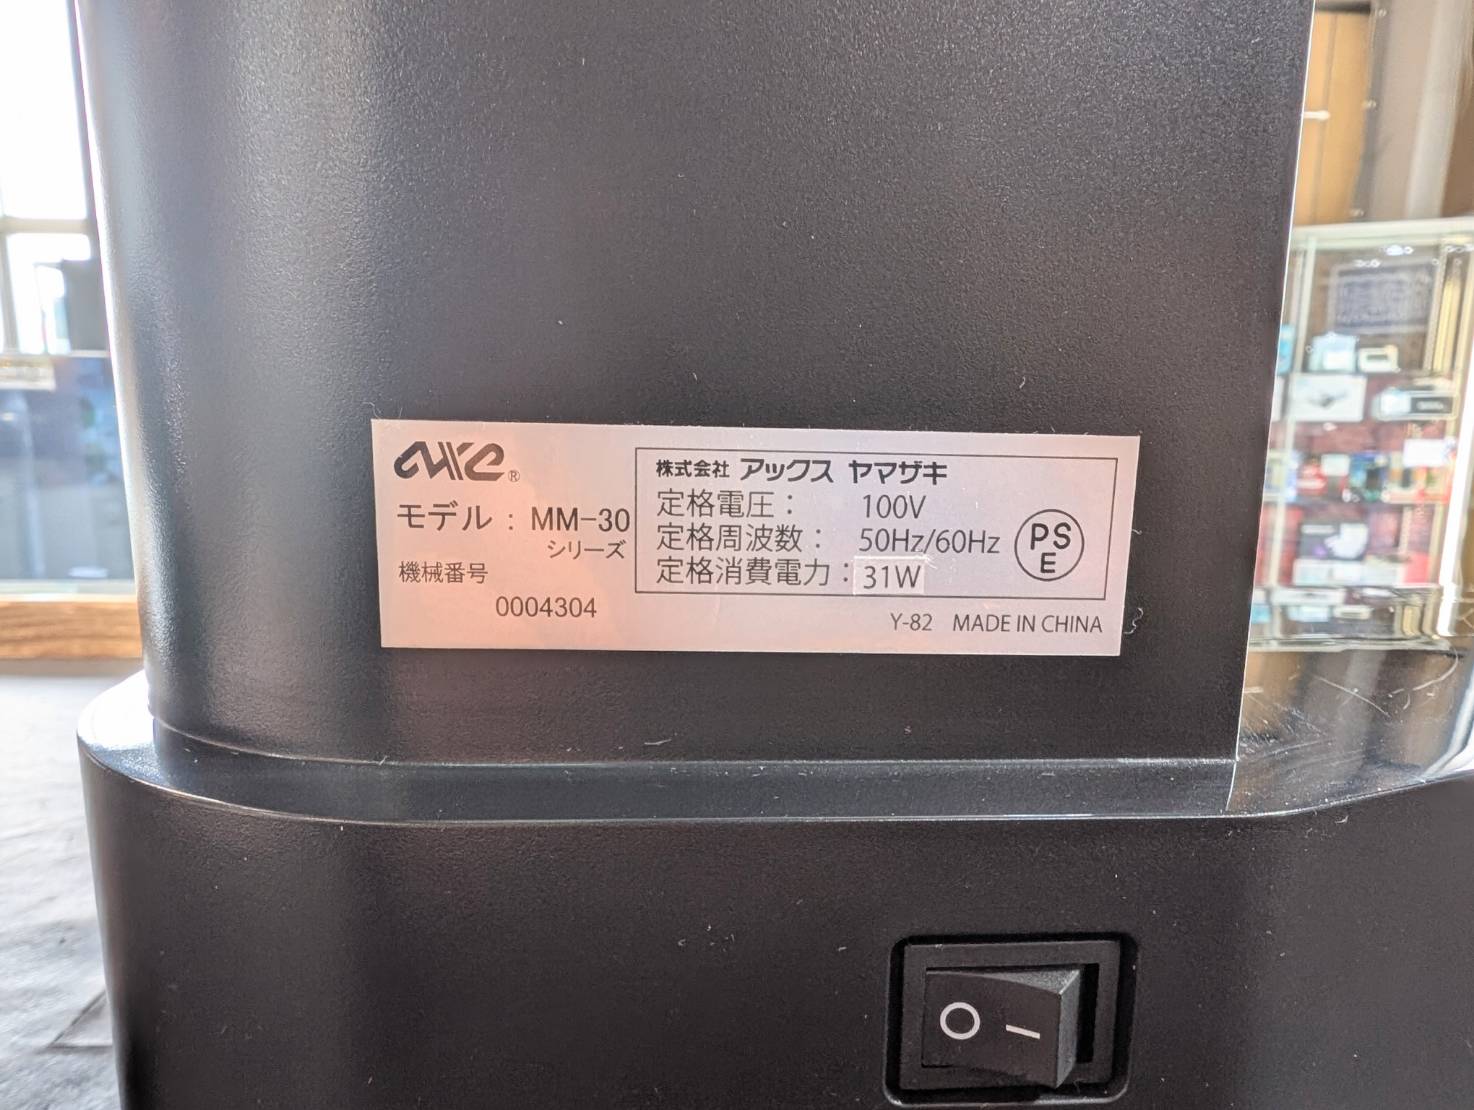 axe®
モデル : MM-30
シリーズ
機械番号
0004304
株式会社 アックス ヤマザキ
定格電圧： 100V
定格周波数： 50Hz/60Hz
定格消費電力：31W
PS
E
Y-82 MADE IN CHINA
O –